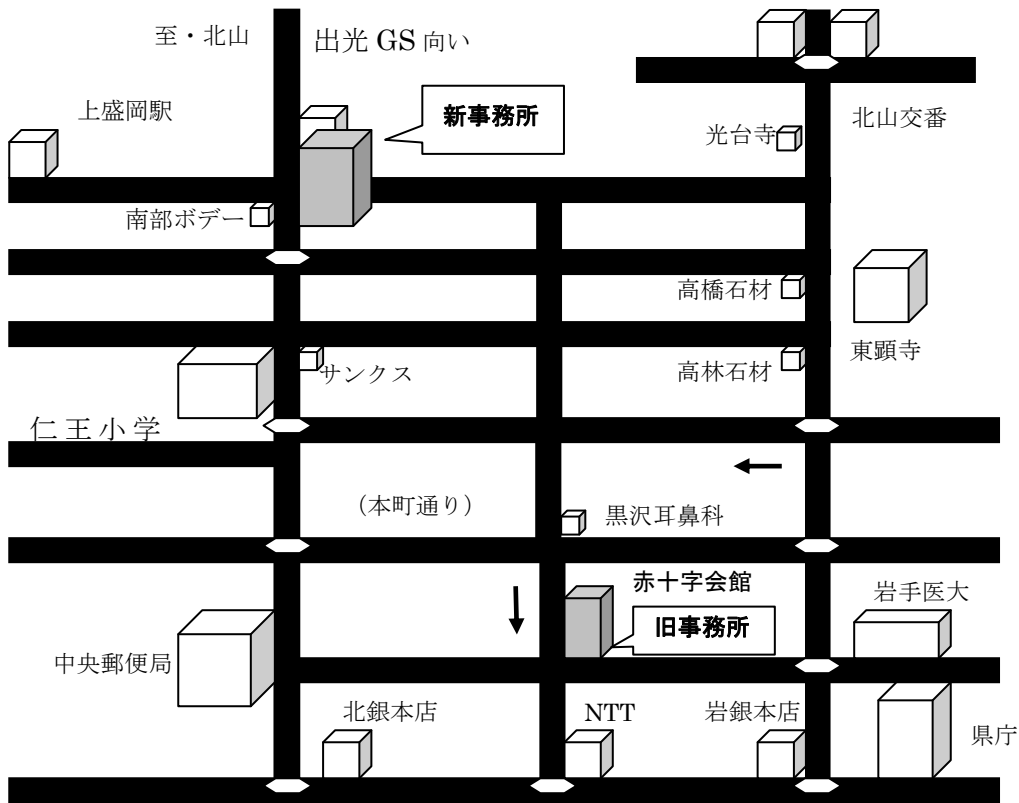 至・北山
出光 GS 向い
上盛岡駅
新事務所
北山交番
光台寺
南部ボデー
高橋石材
東顕寺
サンクス
高林石材
仁王小学
（本町通り）
黒沢耳鼻科
赤十字会館
岩手医大
旧事務所
中央郵便局
北銀本店
NTT
岩銀本店
県庁